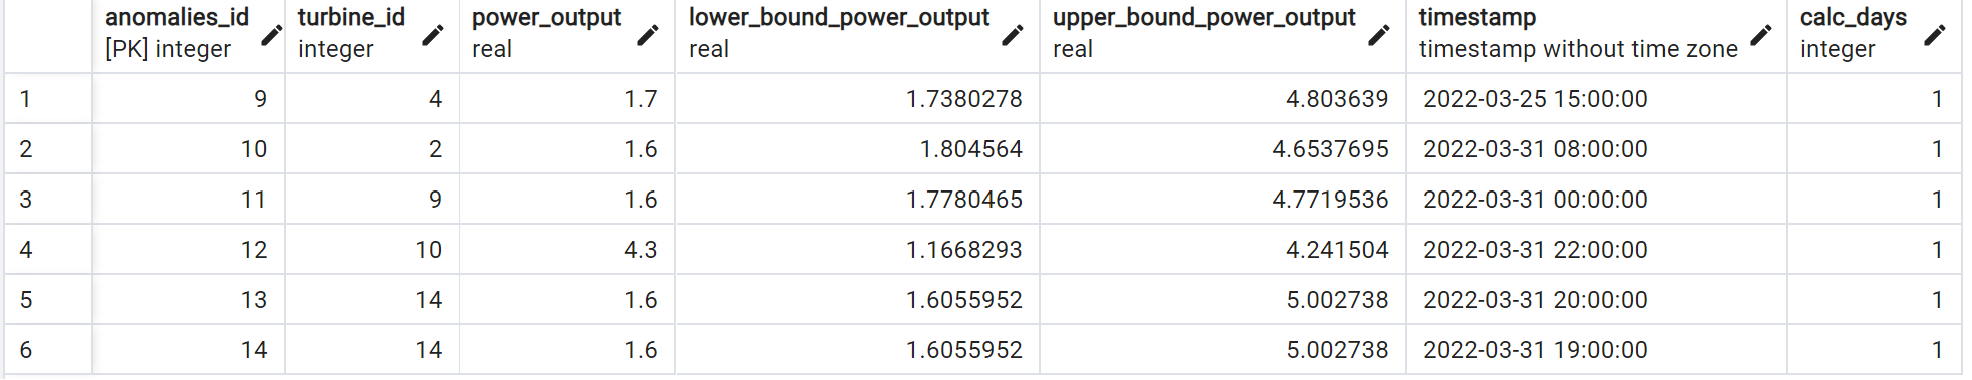 anomalies_id turbine_id power_output lower_bound_power_output upper_bound_power_output timestamp calc_days
[PK] integer integer real real real timestamp without time zone integer
1 9 4 1.7 1.7380278 4.803639 2022-03-25 15:00:00 1
2 10 2 1.6 1.804564 4.6537695 2022-03-31 08:00:00 1
3 11 9 1.6 1.7780465 4.7719536 2022-03-31 00:00:00 1
4 12 10 4.3 1.1668293 4.241504 2022-03-31 22:00:00 1
5 13 14 1.6 1.6055952 5.002738 2022-03-31 20:00:00 1
6 14 14 1.6 1.6055952 5.002738 2022-03-31 19:00:00 1